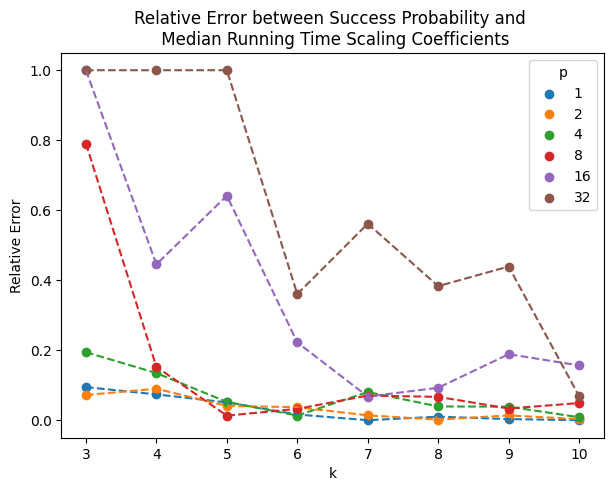 Relative Error between Success Probability and
Median Running Time Scaling Coefficients
1.0
0.8
0.6
0.4
0.2
0.0
Relative Error
3 4 5 6 7 8 9 10
k
p
1
2
4
8
16
32